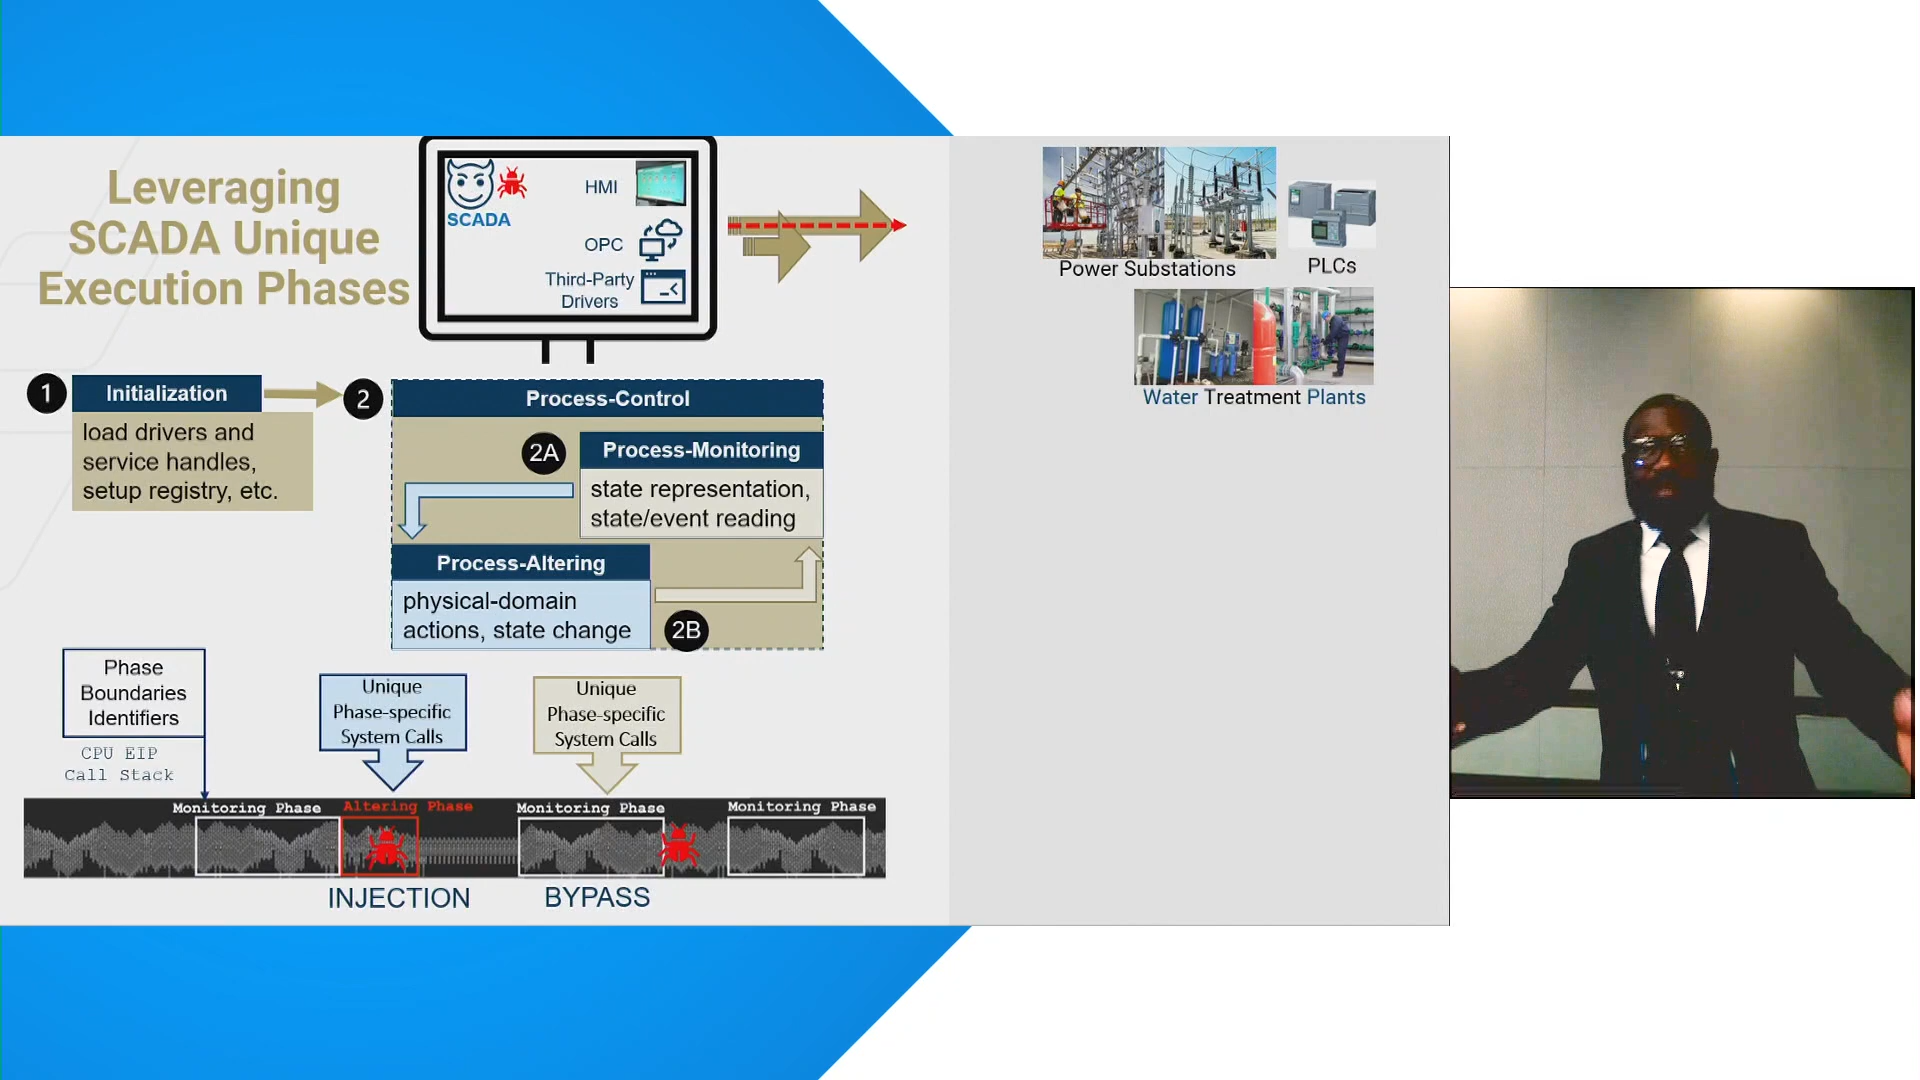 Leveraging
SCADA Unique
Execution Phases
SCADA
HMI
OPC
Third-Party
Drivers
Power Substations
PLCs
Water Treatment Plants
1
Initialization
load drivers and
service handles,
setup registry, etc.
2
Process-Control
2A
Process-Monitoring
state representation,
state/event reading
Process-Altering
physical-domain
actions, state change
2B
Phase
Boundaries
Identifiers
CPU EIP
Call Stack
Unique
Phase-specific
System Calls
Unique
Phase-specific
System Calls
Monitoring Phase
Altering Phase
Monitoring Phase
Monitoring Phase
INJECTION
BYPASS